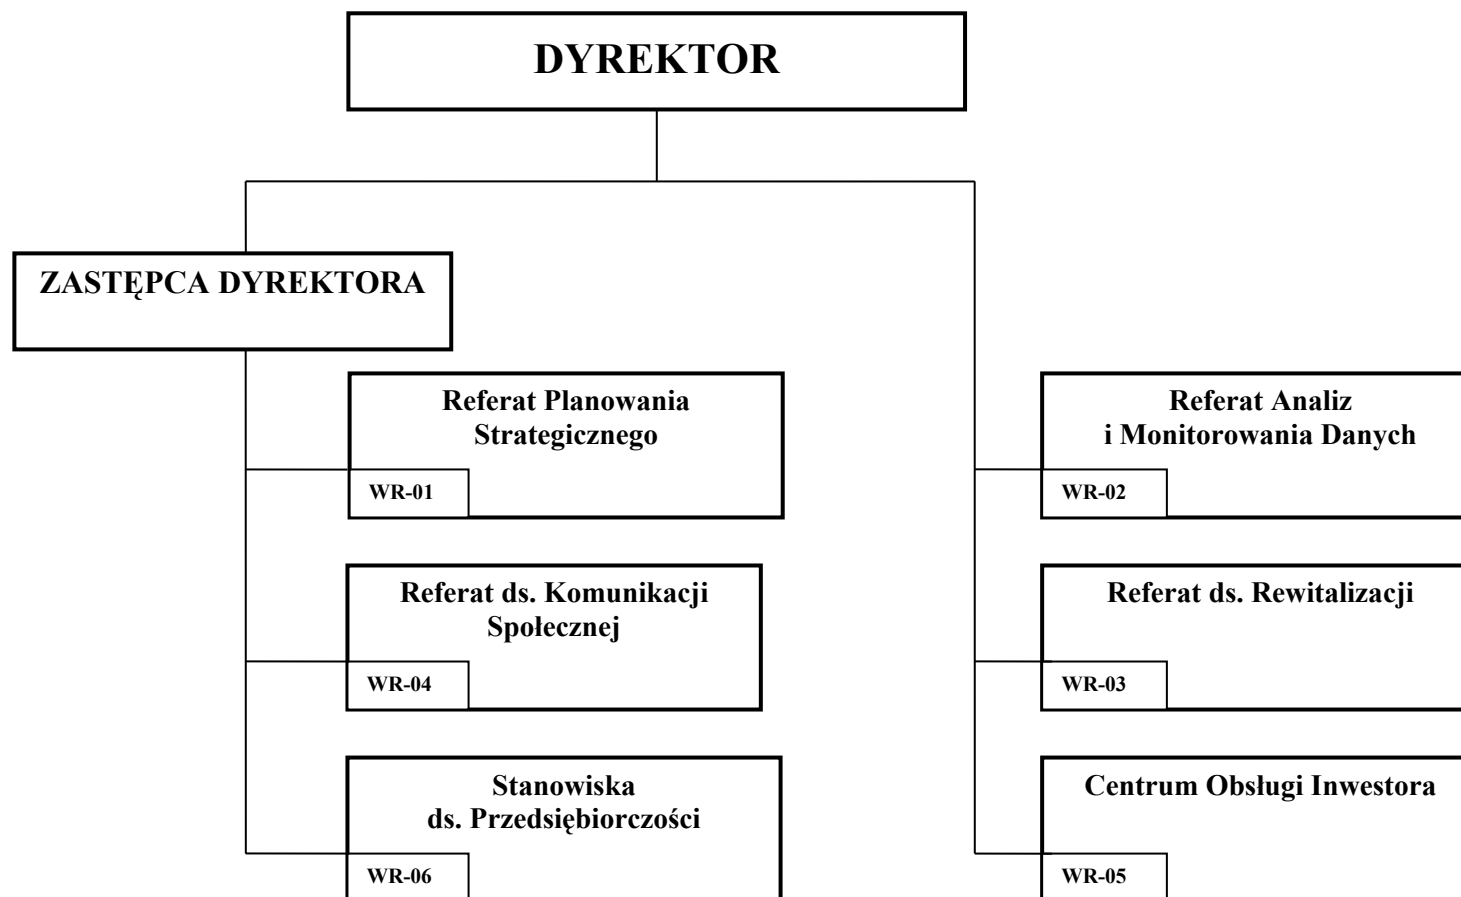 DYREKTOR
ZASTĘPCA DYREKTORA
Referat Planowania
Strategicznego
WR-01
Referat Analiz
i Monitorowania Danych
WR-02
Referat ds. Komunikacji
Społecznej
WR-04
Referat ds. Rewitalizacji
WR-03
Stanowiska
ds. Przedsiębiorczości
WR-06
Centrum Obsługi Inwestora
WR-05